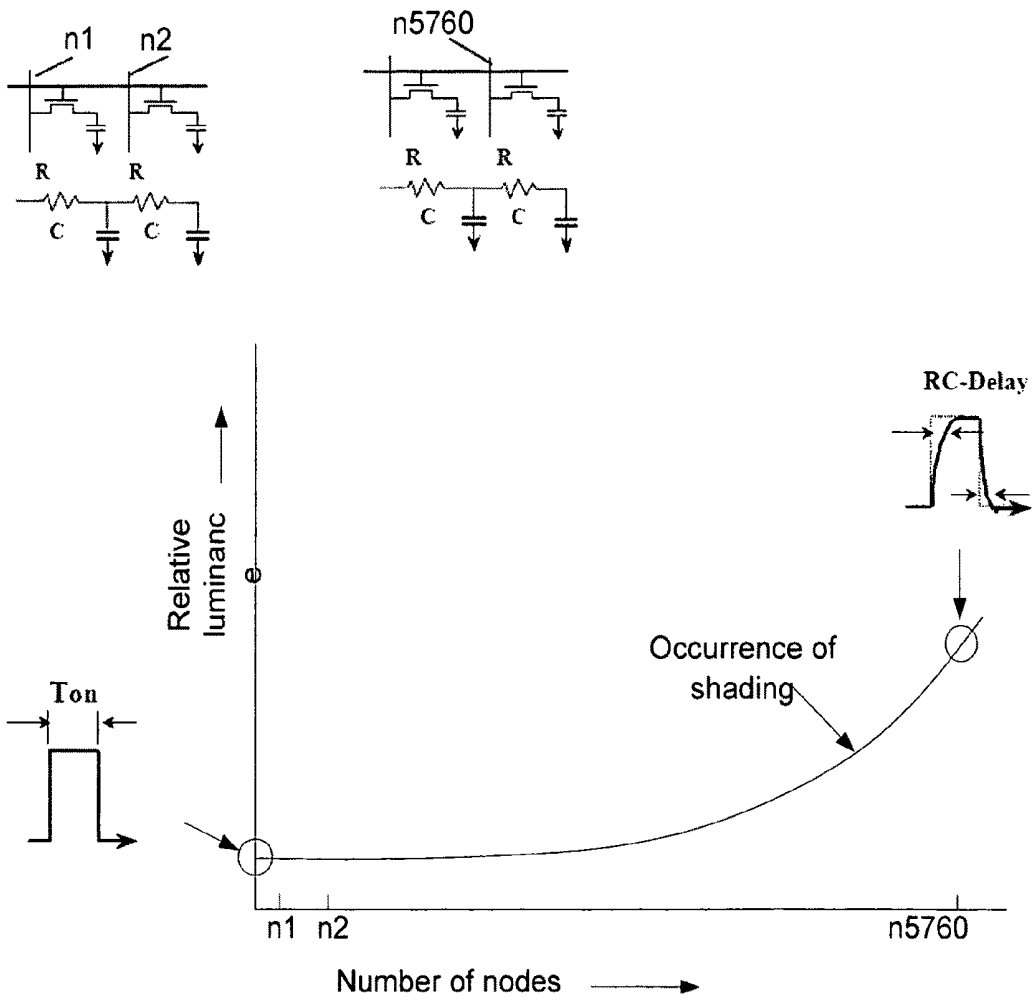 n1 n2 n5760
R R R R
C C C C
RC-Delay
Relative
luminanc
e
Occurrence of
shading
Ton
n1 n2 n5760
Number of nodes